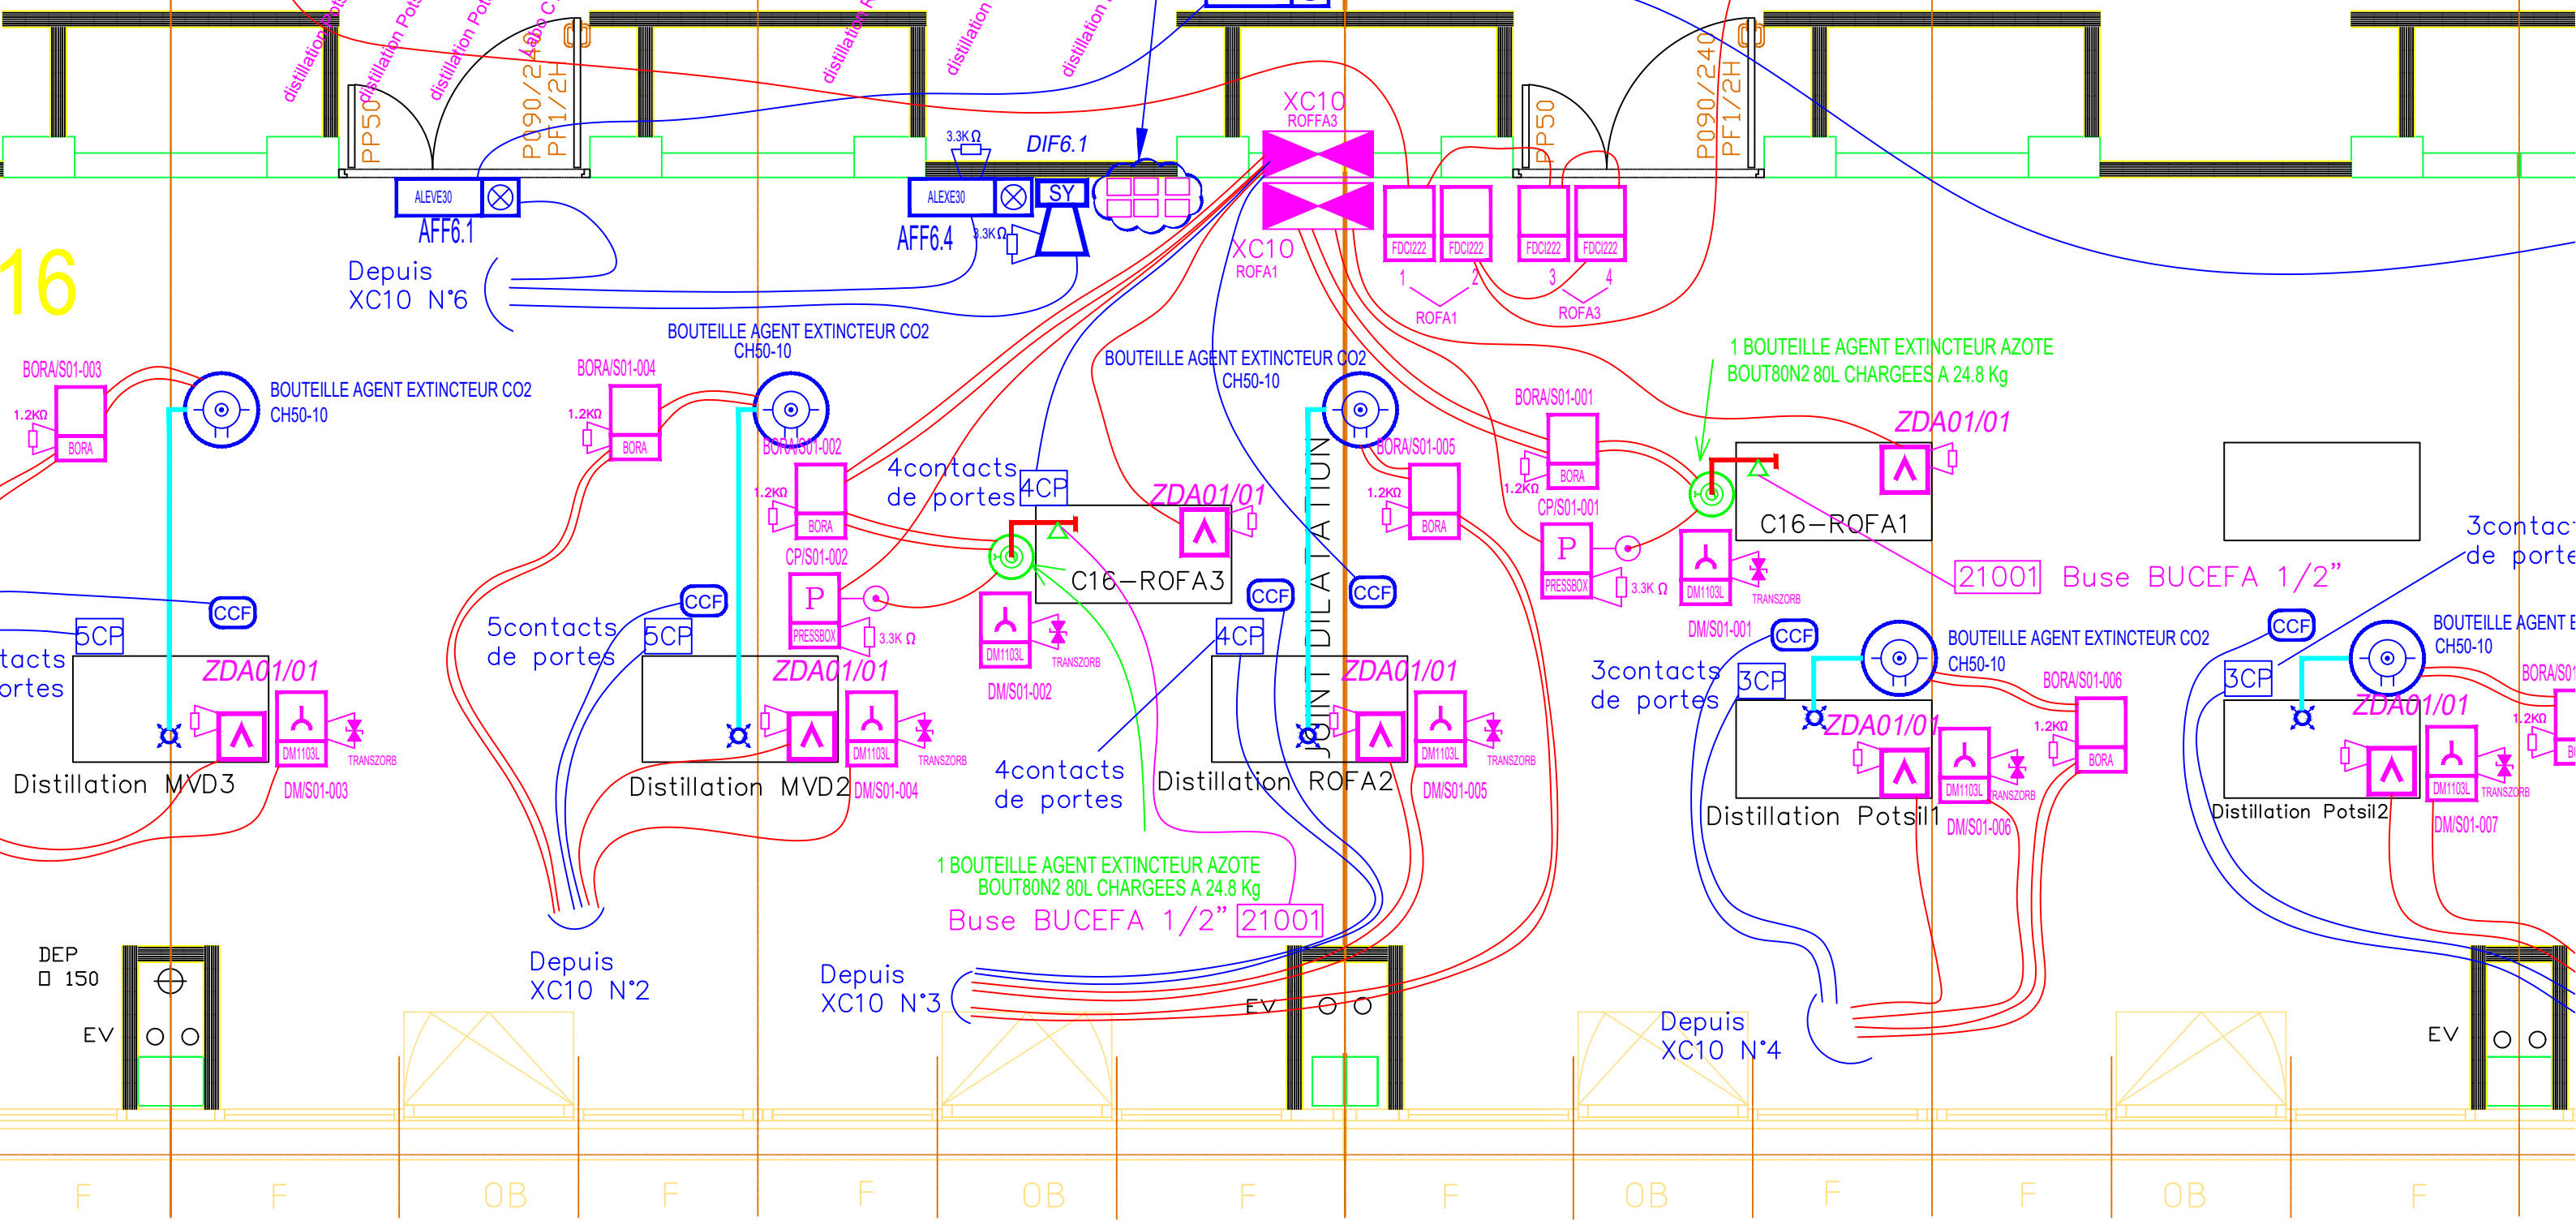 distillation
distillation
distillation
Labo C
distillation
distillation
distillation
PP50
P090/240
PF1/2H
3.3KΩ
DIF6.1
XC10
ROFFA3
PP50
P090/240
PF1/2H
ALEVE30
AFF6.1
ALEXE30
AFF6.4
SY
3.3KΩ
XC10
ROFA1
FDCI222
FDCI222
FDCI222
FDCI222
1
2
3
4
ROFA1
ROFA3
16
Depuis
XC10 N°6
BORA/S01-003
1.2KΩ
BORA
BOUTEILLE AGENT EXTINCTEUR CO2
CH50-10
BORA/S01-004
1.2KΩ
BORA
BOUTEILLE AGENT EXTINCTEUR CO2
CH50-10
BORA/S01-002
1.2KΩ
BORA
BOUTEILLE AGENT EXTINCTEUR CO2
CH50-10
BORA/S01-005
1.2KΩ
BORA
BORA/S01-001
1.2KΩ
BORA
1 BOUTEILLE AGENT EXTINCTEUR AZOTE
BOUT80N2 80L CHARGEES A 24.8 Kg
ZDA01/01
C16-ROFA1
4contacts
de portes
4CP
ZDA01/01
C16-ROFA3
JOINT DILATATION
CP/S01-002
P
PRESSBOX
3.3K Ω
DM1103L
TRANSZORB
DM/S01-002
CP/S01-001
P
PRESSBOX
3.3K Ω
DM1103L
TRANSZORB
DM/S01-001
21001
Buse BUCEFA 1/2"
3contact
de porte
CCF
5CP
tacts
ortes
ZDA01/01
DM1103L
TRANSZORB
DM/S01-003
Distillation MVD3
5contacts
de portes
CCF
5CP
ZDA01/01
DM1103L
TRANSZORB
DM/S01-004
Distillation MVD2
CCF
CCF
4CP
ZDA01/01
DM1103L
TRANSZORB
DM/S01-005
Distillation ROFA2
4contacts
de portes
3contacts
de portes
CCF
3CP
BOUTEILLE AGENT EXTINCTEUR CO2
CH50-10
BORA/S01-006
1.2KΩ
BORA
ZDA01/01
DM1103L
RANSZORB
DM/S01-006
Distillation Potsil1
CCF
3CP
BOUTEILLE AGENT E
CH50-10
BORA/S01
1.2KΩ
ZDA01/01
DM1103L
TRANSZORB
DM/S01-007
Distillation Potsil2
1 BOUTEILLE AGENT EXTINCTEUR AZOTE
BOUT80N2 80L CHARGEES A 24.8 Kg
Buse BUCEFA 1/2" 21001
DEP
150
EV
Depuis
XC10 N°2
Depuis
XC10 N°3
EV
Depuis
XC10 N°4
EV
F
F
OB
F
F
OB
F
F
OB
F
F
OB
F